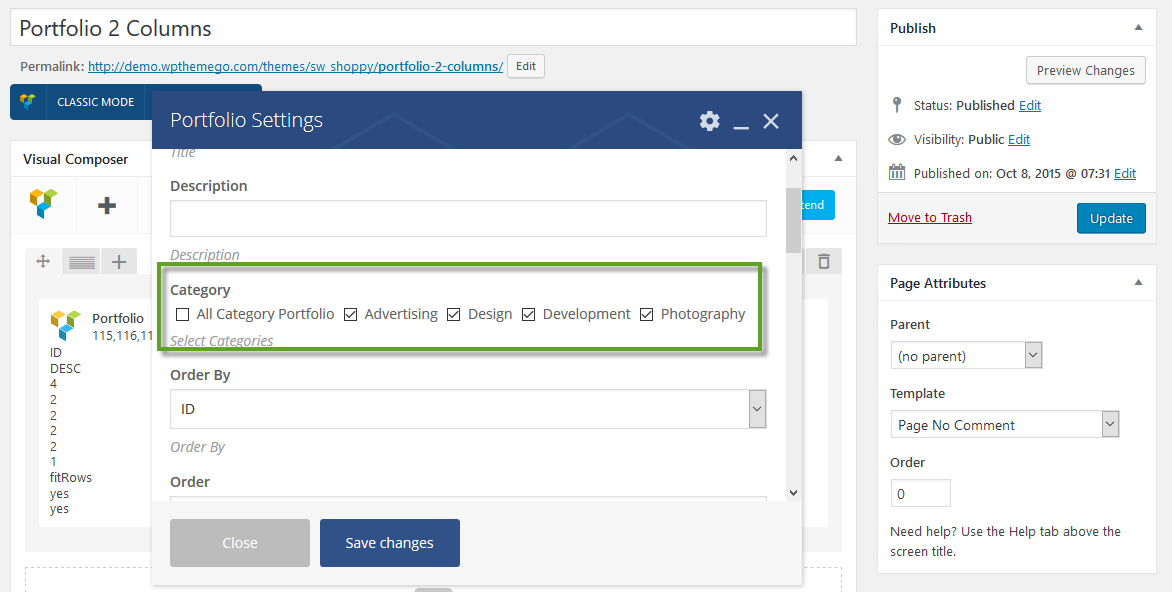 Portfolio 2 Columns
Permalink: http://demo.wpthemego.com/themes/sw_shoppy/portfolio-2-columns/ Edit
CLASSIC MODE
Visual Composer
Portfolio
115,116,11
ID
DESC
4
2
2
2
2
1
fitRows
yes
yes
Portfolio Settings
Title
Description
Description
Category
All Category Portfolio Advertising Design Development Photography
Select Categories
Order By
ID
Order By
Order
Close Save changes
Publish
Preview Changes
Status: Published Edit
Visibility: Public Edit
Published on: Oct 8, 2015 @ 07:31 Edit
Move to Trash Update
Page Attributes
Parent
(no parent)
Template
Page No Comment
Order
0
Need help? Use the Help tab above the
screen title.